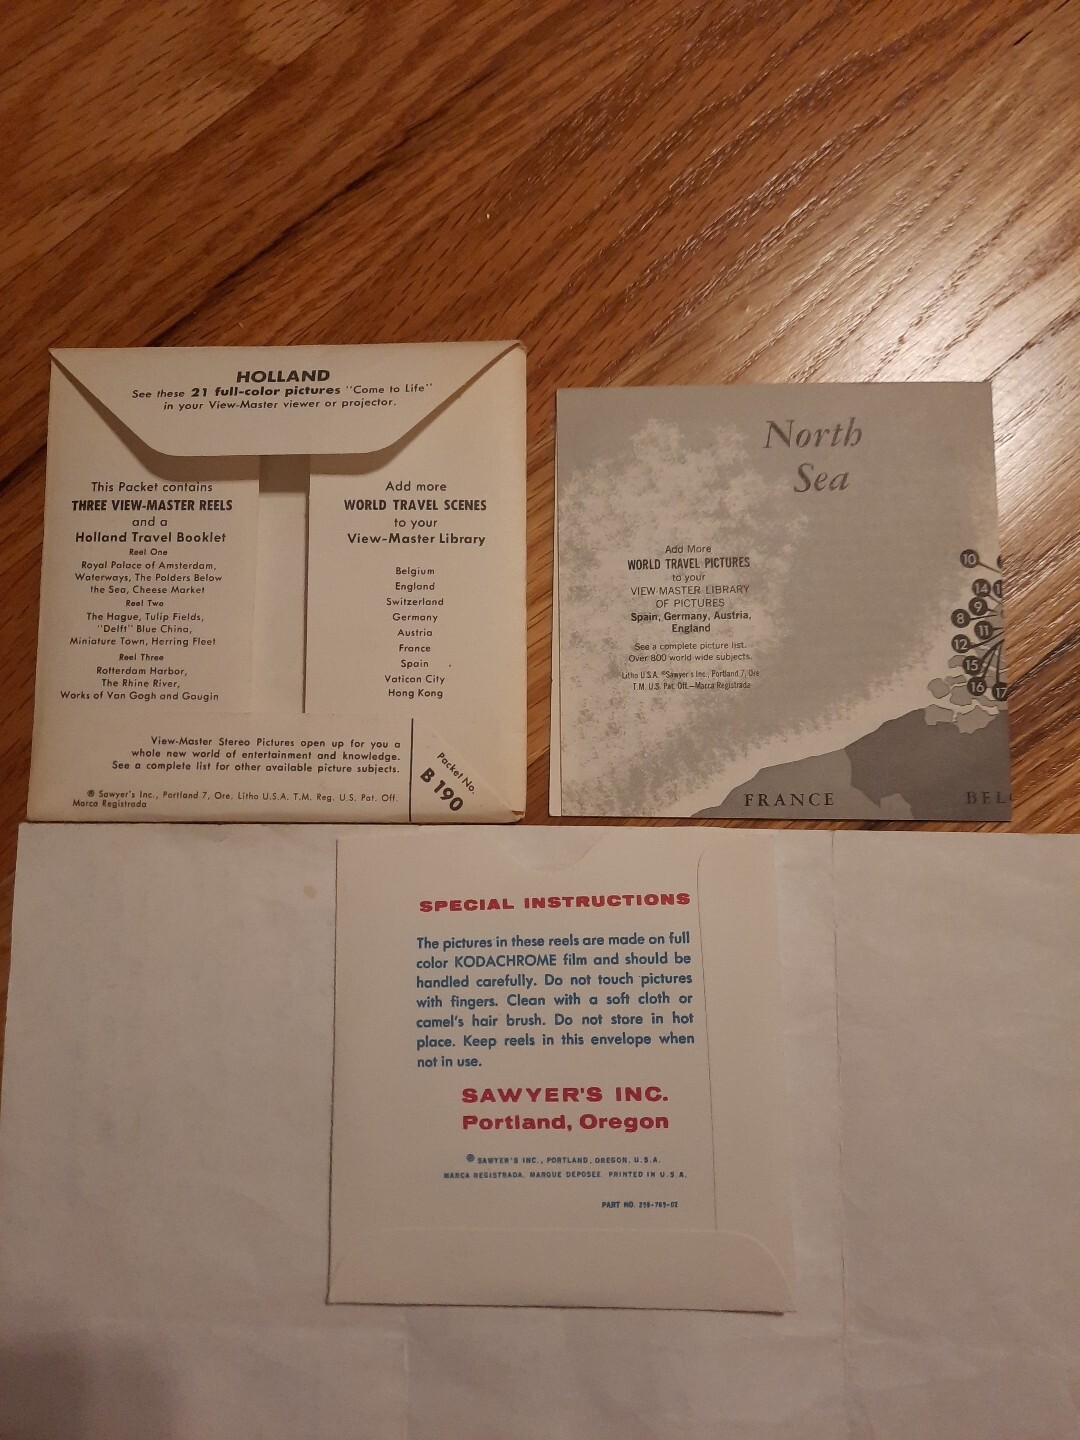 HOLLAND
See these 21 full-color pictures "Come to Life"
in your View-Master viewer or projector.
This Packet contains
THREE VIEW-MASTER REELS
and a
Holland Travel Booklet
Reel One
Royal Palace of Amsterdam,
Waterways, The Polders Below
the Sea, Cheese Market
Reel Two
The Hague, Tulip Fields,
"Delft" Blue China,
Miniature Town, Herring Fleet
Reel Three
Rotterdam Harbor,
The Rhine River,
Works of Van Gogh and Gaugin
Add more
WORLD TRAVEL SCENES
to your
View-Master Library
Belgium
England
Switzerland
Germany
Austria
France
Spain
Vatican City
Hong Kong
View-Master Stereo Pictures open up for you a
whole new world of entertainment and knowledge.
See a complete list for other available picture subjects.
® Sawyer's Inc., Portland 7, Ore. Litho U.S.A. T.M. Reg. U.S. Pat. Off.
Marca Registrada
Packet No.
B 190
North
Sea
Add More
WORLD TRAVEL PICTURES
to your
VIEW-MASTER LIBRARY
OF PICTURES
Spain, Germany, Austria,
England
See a complete picture list.
Over 800 world wide subjects.
Litho U.S.A. ®Sawyer's Inc., Portland 7, Ore
T.M. U.S. Pat. Off.—Marca Registrada
10
14 1
9
8
11
12
15
16 17
FRANCE
BEL
SPECIAL INSTRUCTIONS
The pictures in these reels are made on full
color KODACHROME film and should be
handled carefully. Do not touch pictures
with fingers. Clean with a soft cloth or
camel's hair brush. Do not store in hot
place. Keep reels in this envelope when
not in use.
SAWYER'S INC.
Portland, Oregon
® SAWYER'S INC., PORTLAND, OREGON, U.S.A.
MARCA REGISTRADA. MARQUE DEPOSEE. PRINTED IN U.S.A.
PART NO. 298-769-02